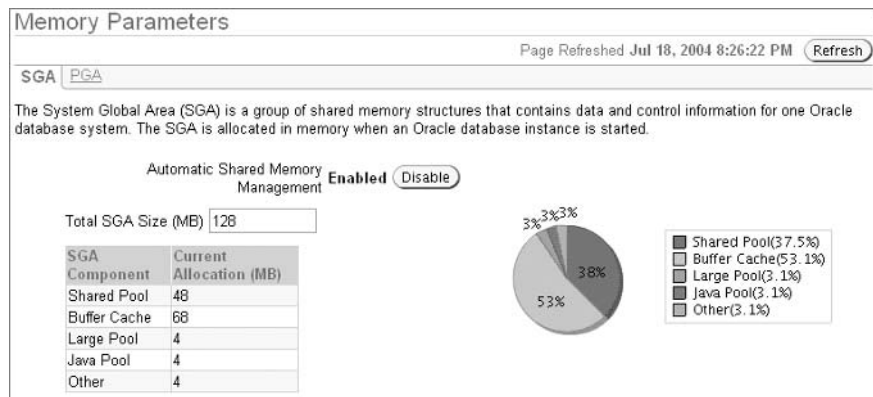 Memory Parameters
Page Refreshed Jul 18, 2004 8:26:22 PM Refresh
SGA PGA
The System Global Area (SGA) is a group of shared memory structures that contains data and control information for one Oracle
database system. The SGA is allocated in memory when an Oracle database instance is started.
Automatic Shared Memory
Management Enabled Disable
Total SGA Size (MB) 128
SGA Component Current Allocation (MB)
Shared Pool 48
Buffer Cache 68
Large Pool 4
Java Pool 4
Other 4
3% 3% 3%
38%
53%
Shared Pool(37.5%)
Buffer Cache(53.1%)
Large Pool(3.1%)
Java Pool(3.1%)
Other(3.1%)